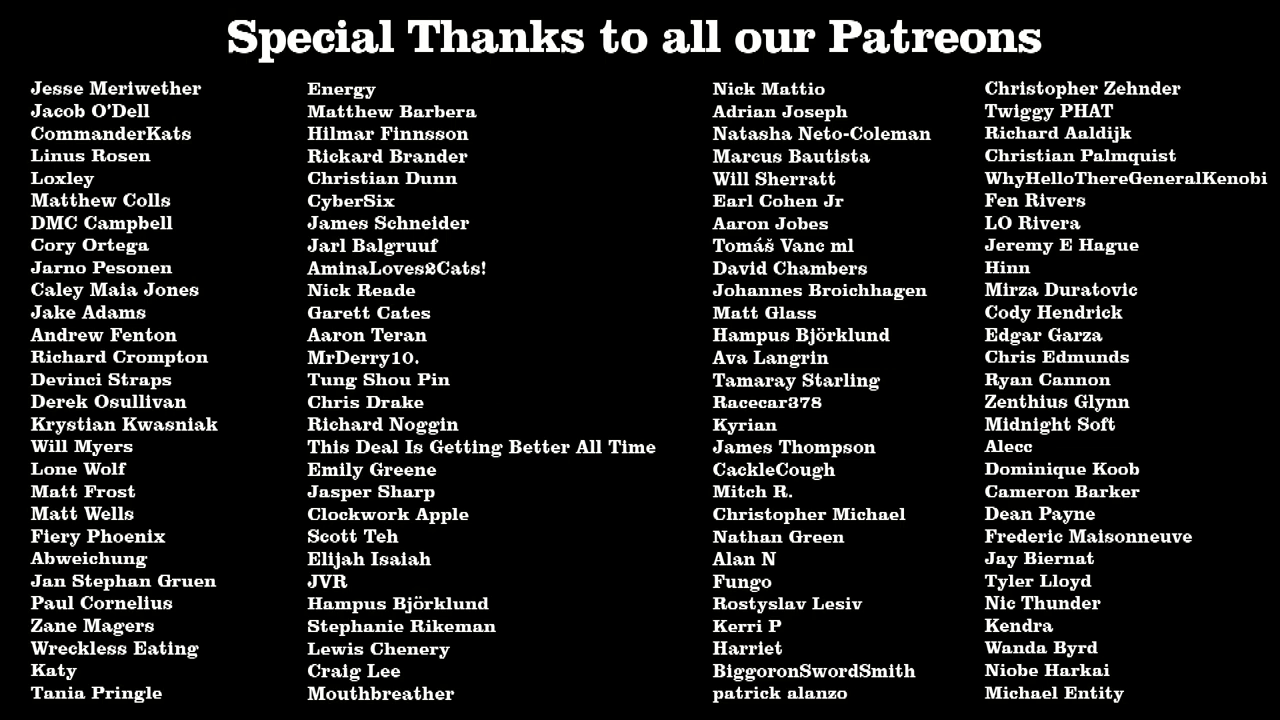 Special Thanks to all our Patreons
Jesse Meriwether
Jacob O'Dell
CommanderKats
Linus Rosen
Loxley
Matthew Colls
DMC Campbell
Cory Ortega
Jarno Pesonen
Caley Maia Jones
Jake Adams
Andrew Fenton
Richard Crompton
Devinci Straps
Derek Osullivan
Krystian Kwasniak
Will Myers
Lone Wolf
Matt Frost
Matt Wells
Fiery Phoenix
Abweichung
Jan Stephan Gruen
Paul Cornelius
Zane Magers
Wreckless Eating
Katy
Tania Pringle
Energy
Matthew Barbera
Hilmar Finnsson
Rickard Brander
Christian Dunn
CyberSix
James Schneider
Jarl Balgruuf
AminaLoves2Cats!
Nick Reade
Garett Cates
Aaron Teran
MrDerry10.
Tung Shou Pin
Chris Drake
Richard Noggin
This Deal Is Getting Better All Time
Emily Greene
Jasper Sharp
Clockwork Apple
Scott Teh
Elijah Isaiah
JVR
Hampus Björklund
Stephanie Rikeman
Lewis Chenery
Craig Lee
Mouthbreather
Nick Mattio
Adrian Joseph
Natasha Neto-Coleman
Marcus Bautista
Will Sherratt
Earl Cohen Jr
Aaron Jobes
Tomáš Vanc ml
David Chambers
Johannes Broichhagen
Matt Glass
Hampus Björklund
Ava Langrin
Tamaray Starling
Racecar378
Kyrian
James Thompson
CackleCough
Mitch R.
Christopher Michael
Nathan Green
Alan N
Fungo
Rostyslav Lesiv
Kerri P
Harriet
BiggoronSwordSmith
patrick alanzo
Christopher Zehnder
Twiggy PHAT
Richard Aaldijk
Christian Palmquist
WhyHelloThereGeneralKenobi
Fen Rivers
LO Rivera
Jeremy E Hague
Hinn
Mirza Duratovic
Cody Hendrick
Edgar Garza
Chris Edmunds
Ryan Cannon
Zenthius Glynn
Midnight Soft
Alecc
Dominique Koob
Cameron Barker
Dean Payne
Frederic Maisonneuve
Jay Biernat
Tyler Lloyd
Nic Thunder
Kendra
Wanda Byrd
Niobe Harkai
Michael Entity